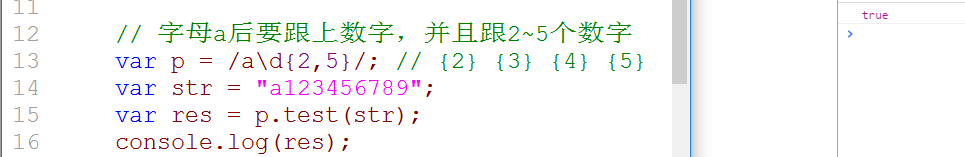 11
12 // 字母a后要跟上数字，并且跟2~5个数字
13 var p = /a\d{2,5}/; // {2} {3} {4} {5}
14 var str = "a123456789";
15 var res = p.test(str);
16 console.log(res);
true
›